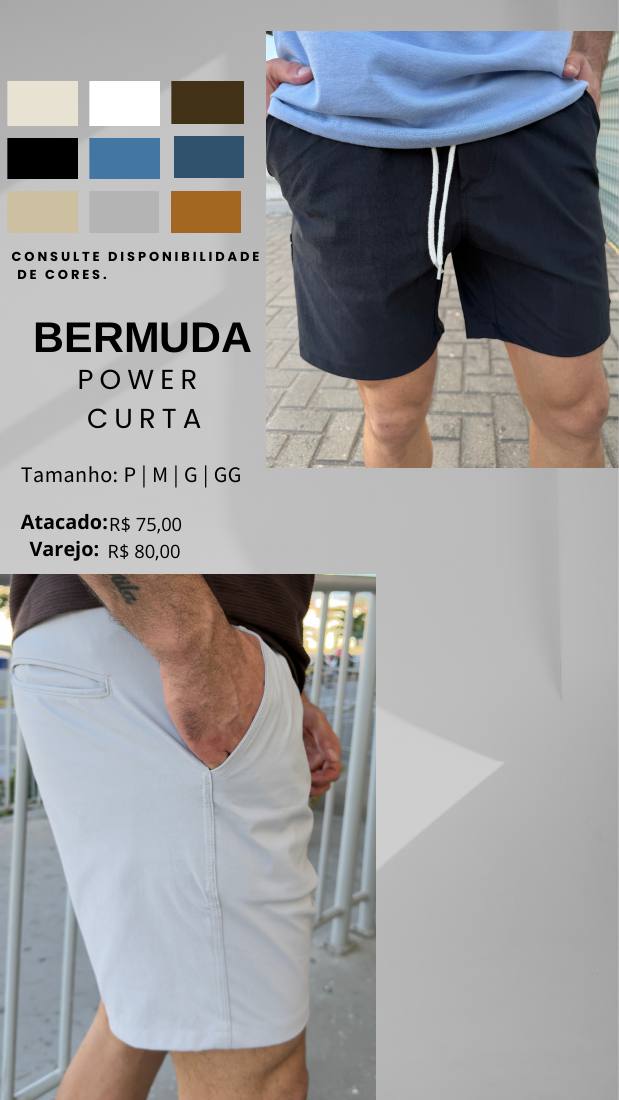 CONSULTE DISPONIBILIDADE
DE CORES.
BERMUDA
POWER
CURTA
Tamanho: P | M | G | GG
Atacado: R$ 75,00
Varejo: R$ 80,00